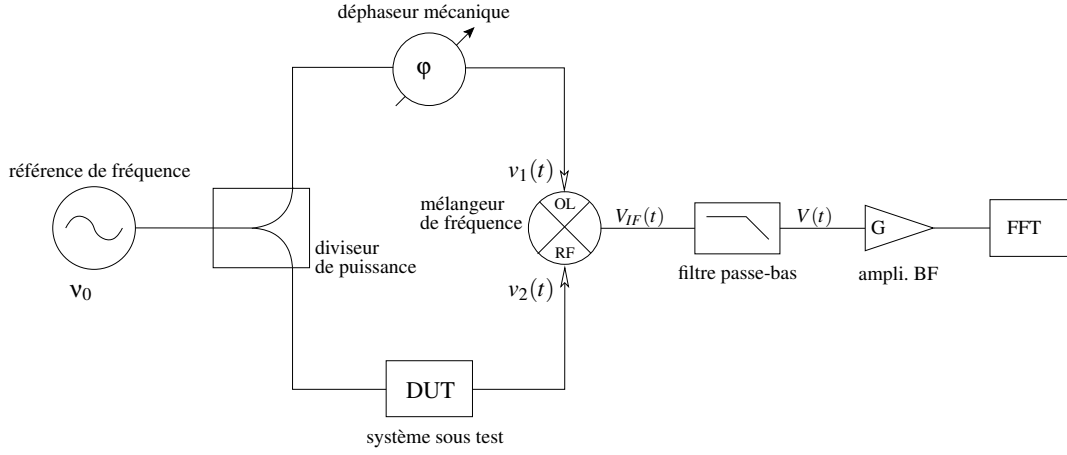 déphaseur mécanique
φ
référence de fréquence
ν0
diviseur
de puissance
v1(t)
mélangeur
de fréquence
OL
RF
v2(t)
VIF(t)
filtre passe-bas
V(t)
G
ampli. BF
FFT
DUT
système sous test